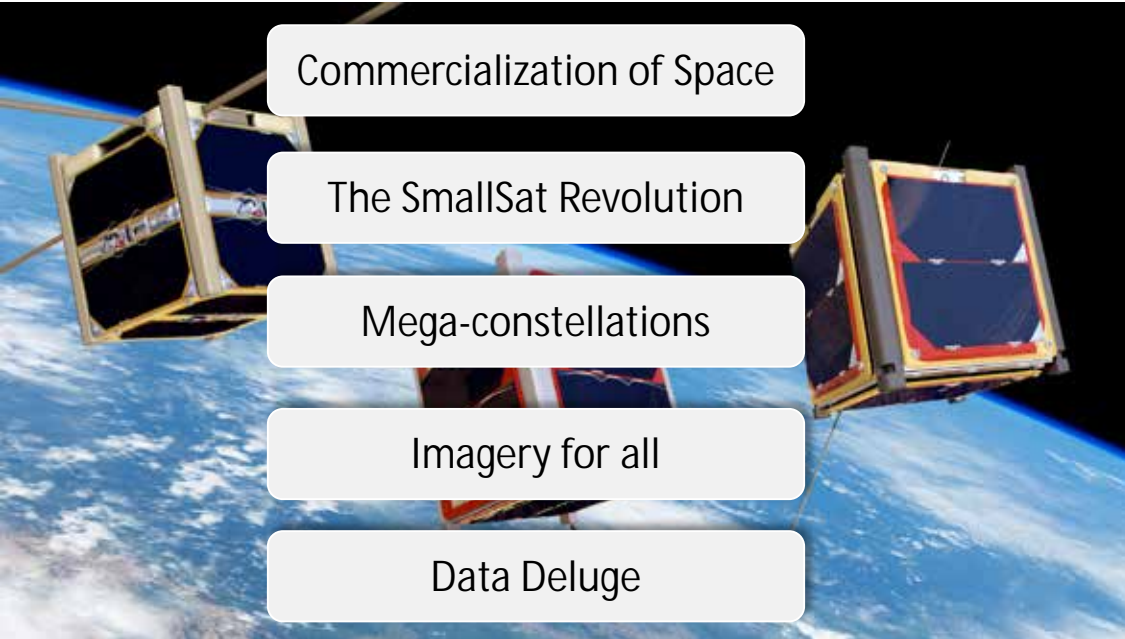 Commercialization of Space
The SmallSat Revolution
Mega-constellations
Imagery for all
Data Deluge